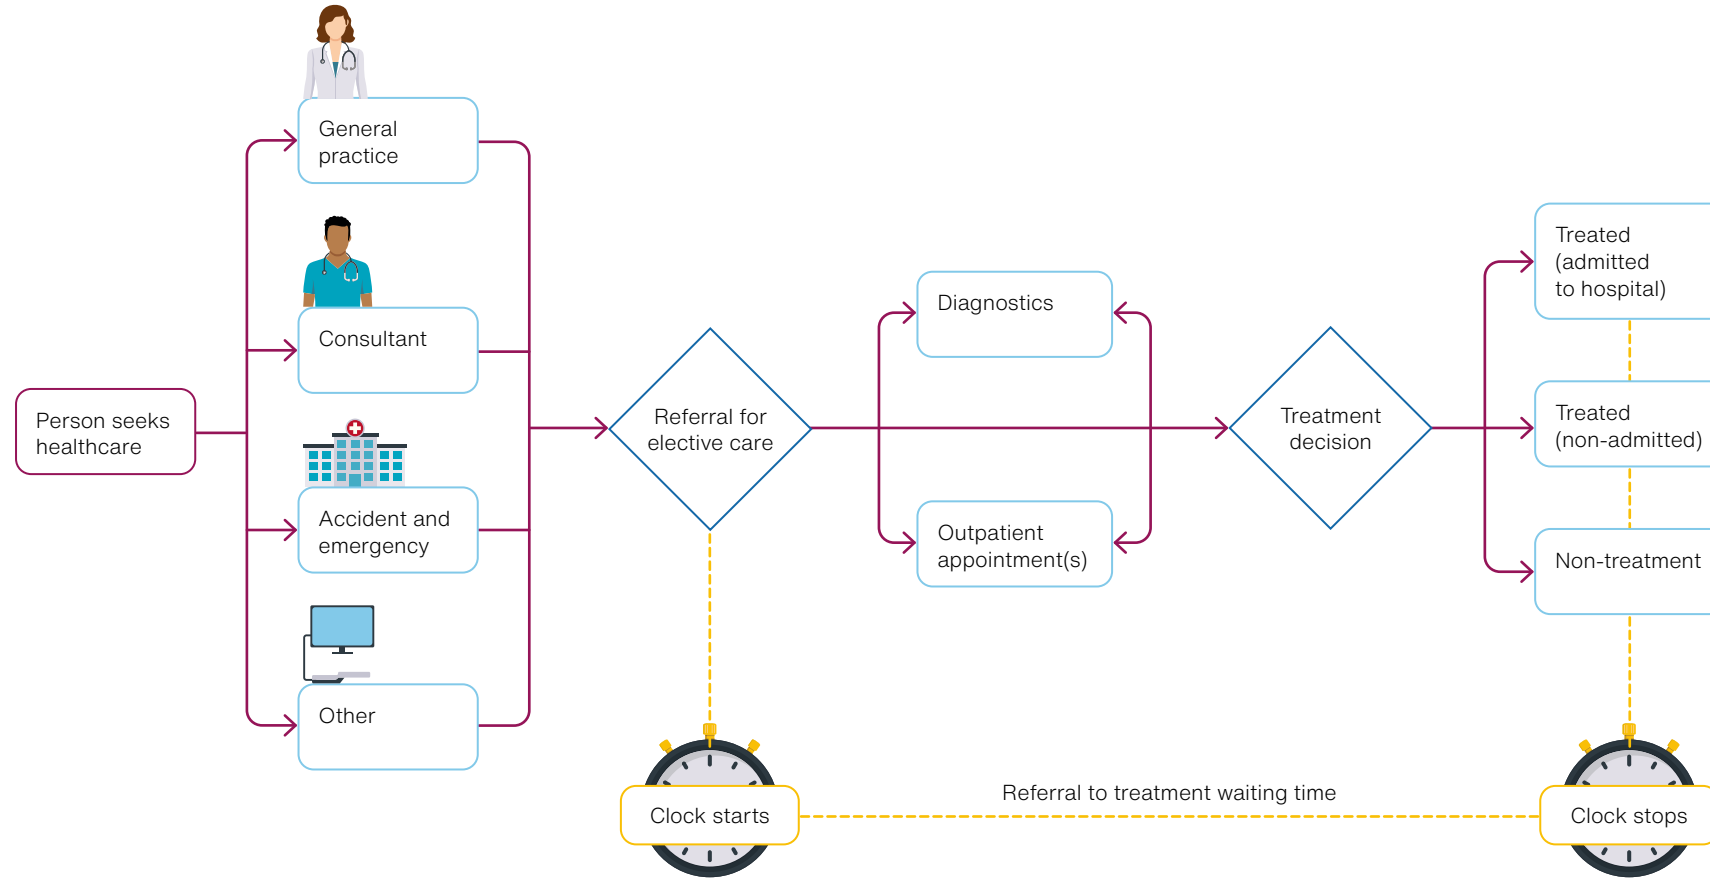 General
practice
Consultant
Person seeks
healthcare
Accident and
emergency
Other
Referral for
elective care
Diagnostics
Outpatient
appointment(s)
Treatment
decision
Treated
(admitted
to hospital)
Treated
(non-admitted)
Non-treatment
Clock starts
Referral to treatment waiting time
Clock stops